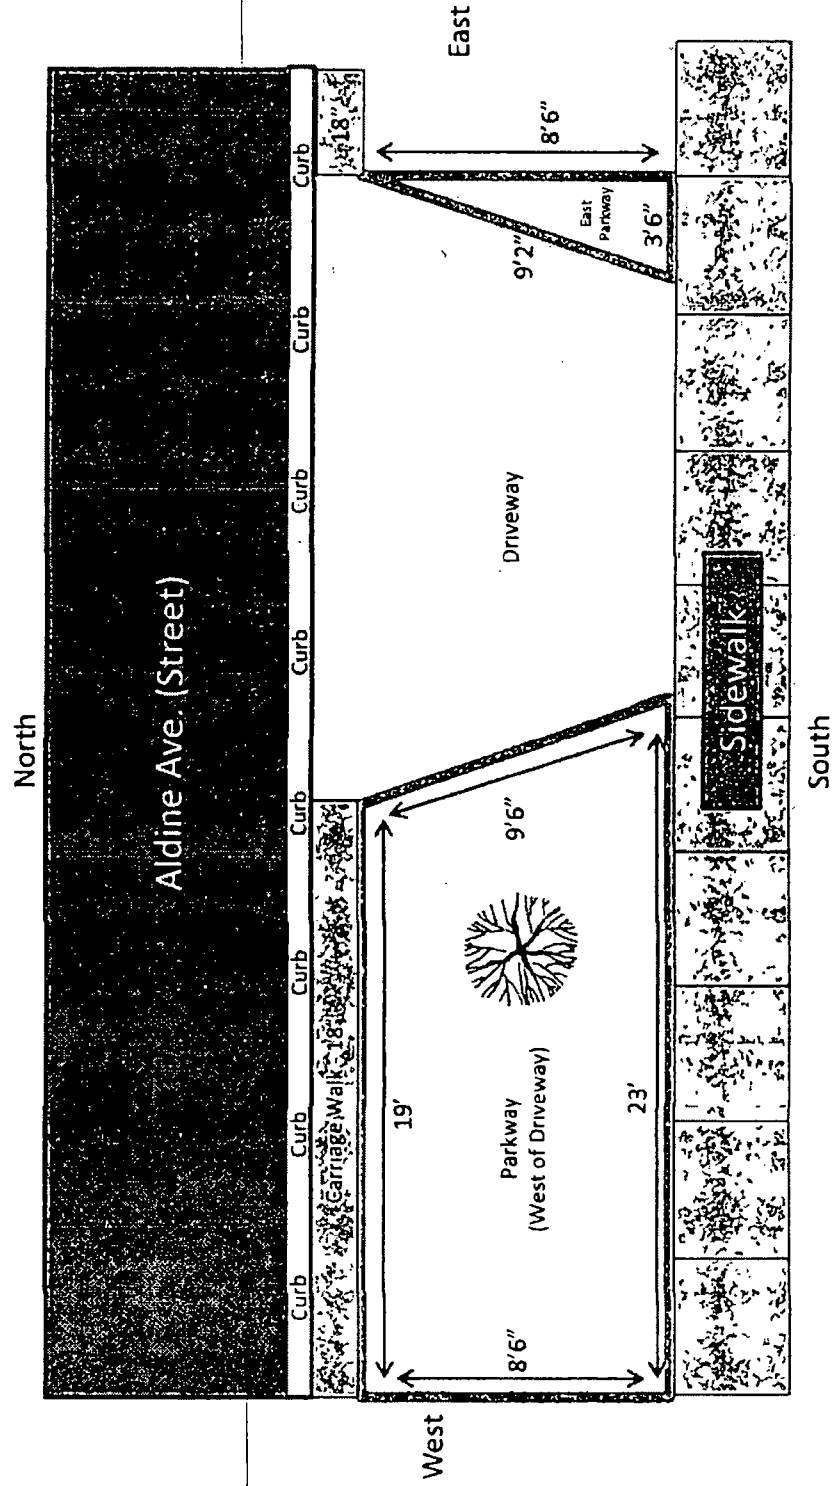 North
Aldine Ave. (Street)
Curb
Curb
Curb
Curb
Curb
Curb
Curb
Curb
Carriage Walk - 18"
18"
19'
8'6"
9'6"
Parkway
(West of Driveway)
23'
Driveway
9'2"
East
Parkway
3'6"
8'6"
West
East
Sidewalk
South